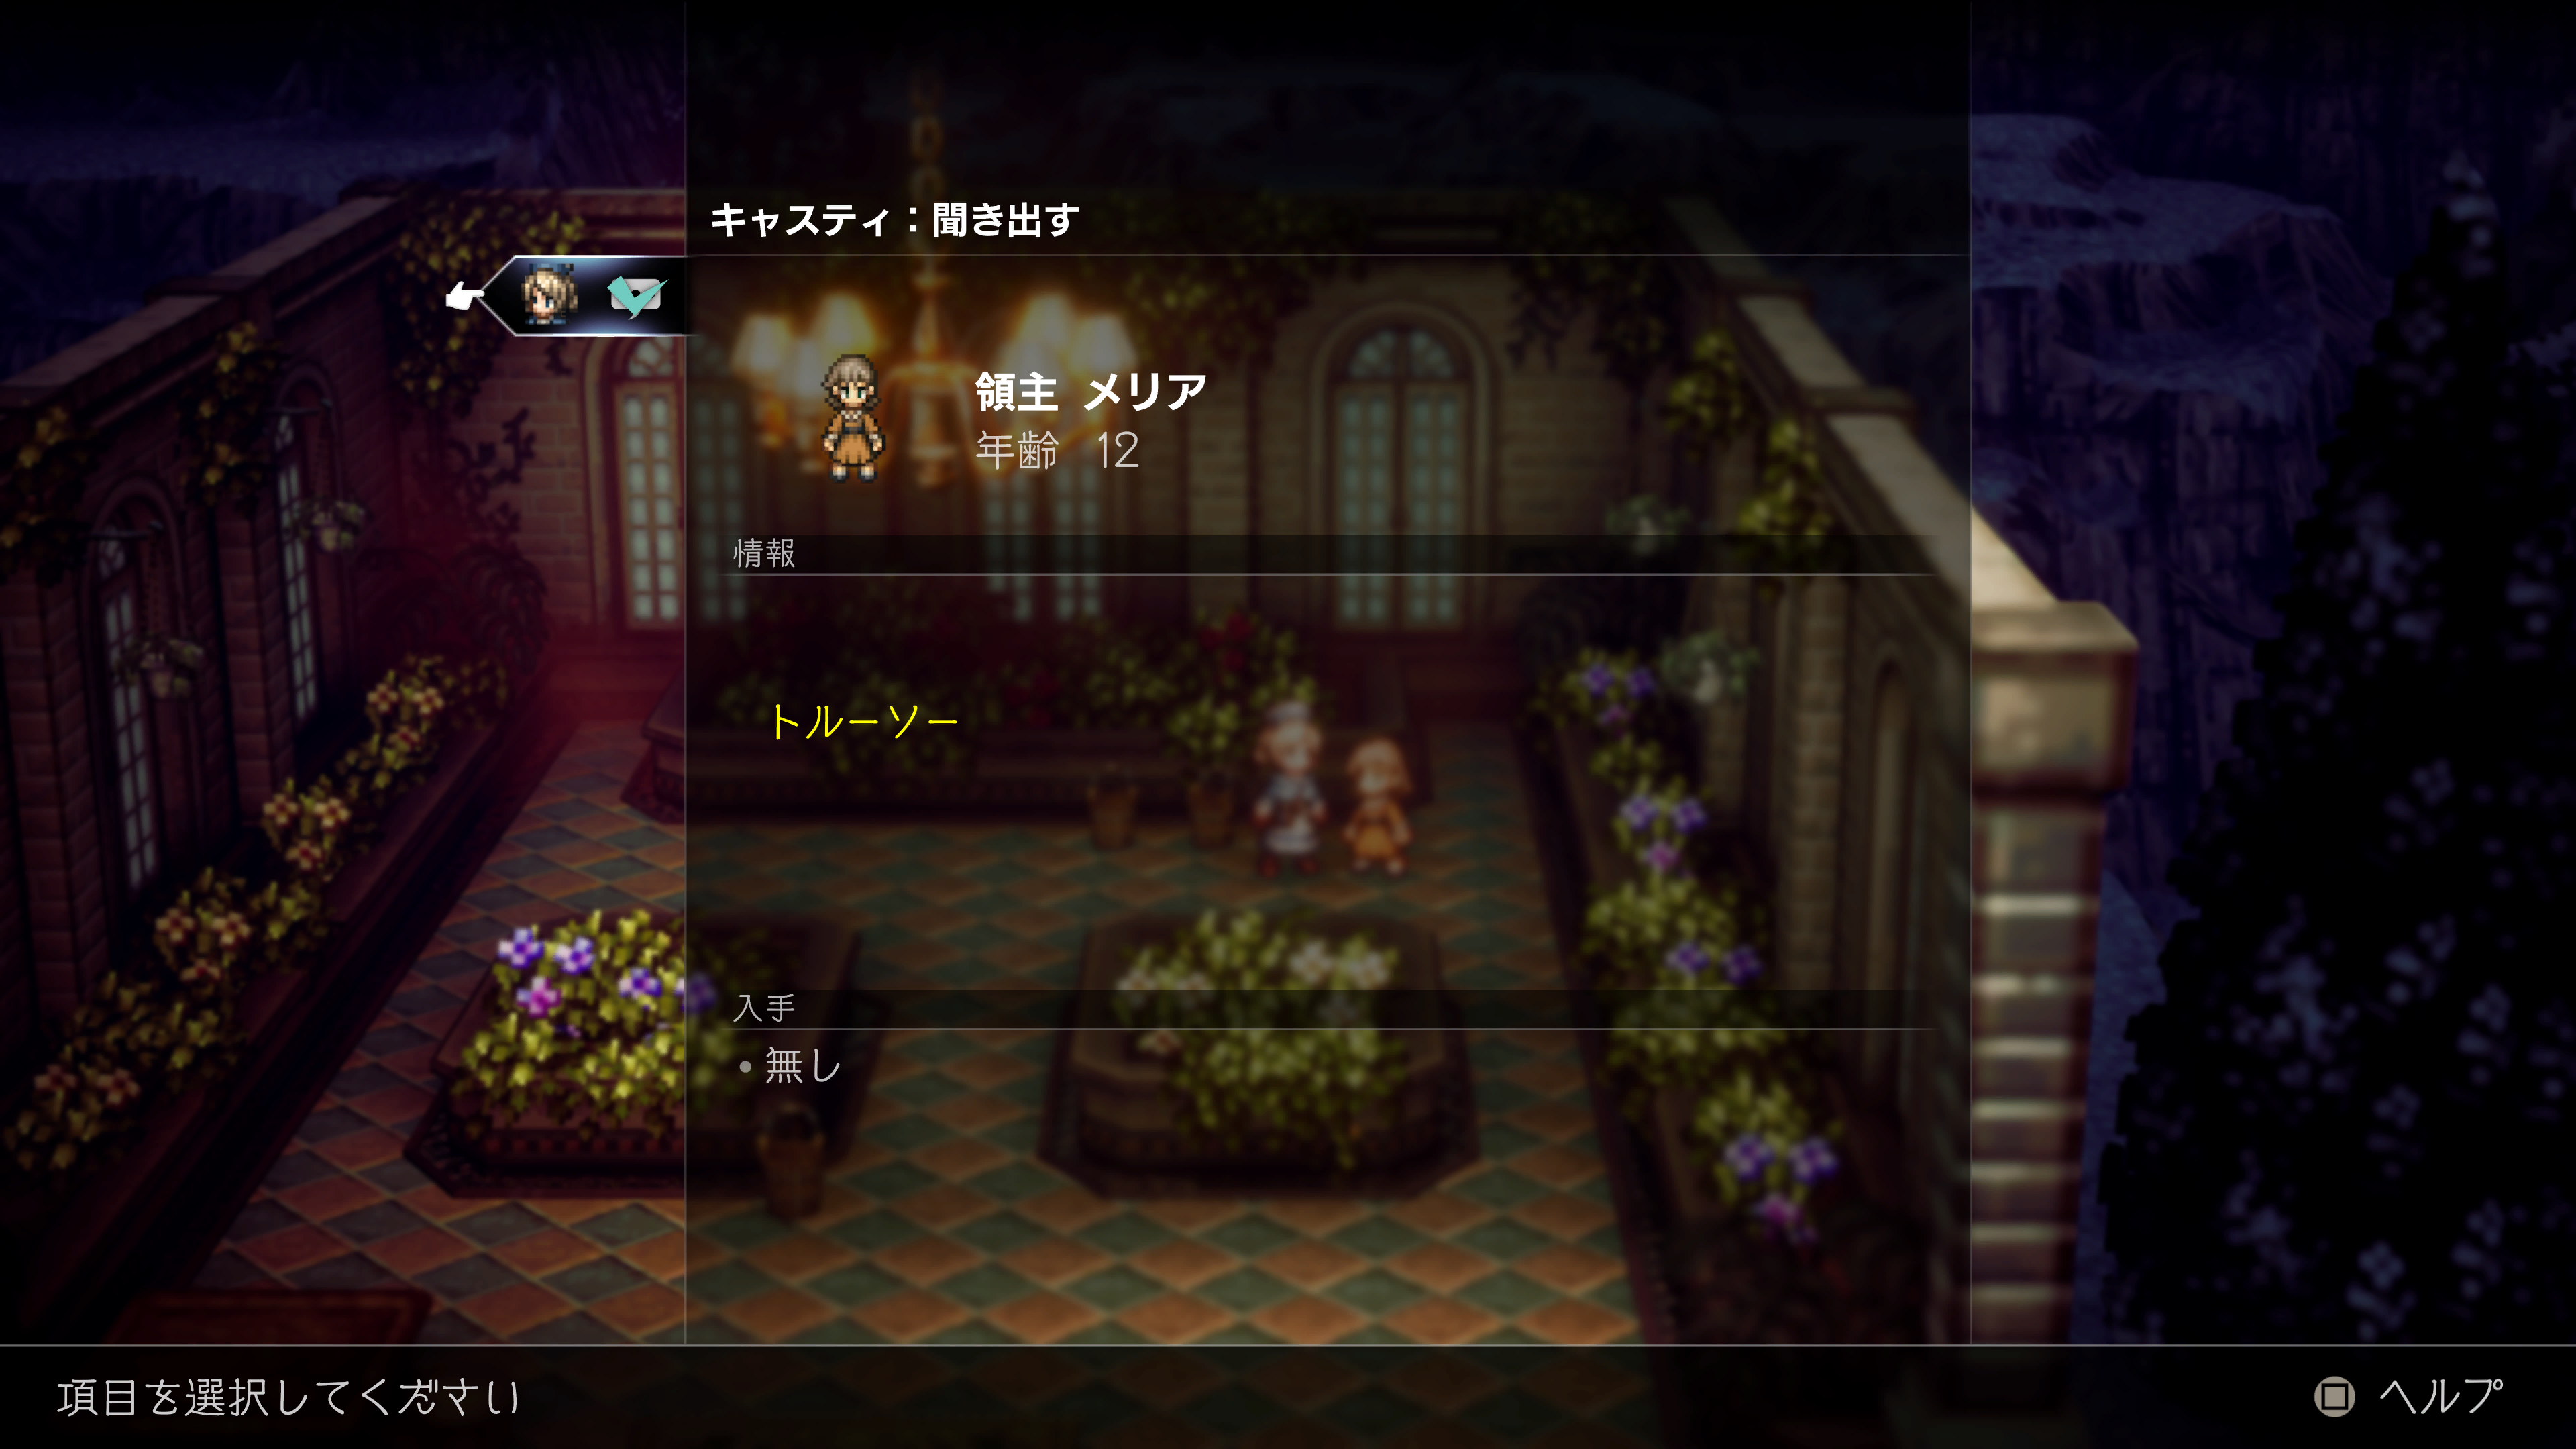 キャスティ：聞き出す
領主 メリア
年齢 12
情報
トルーソー
入手
・無し
項目を選択してください
ヘルプ